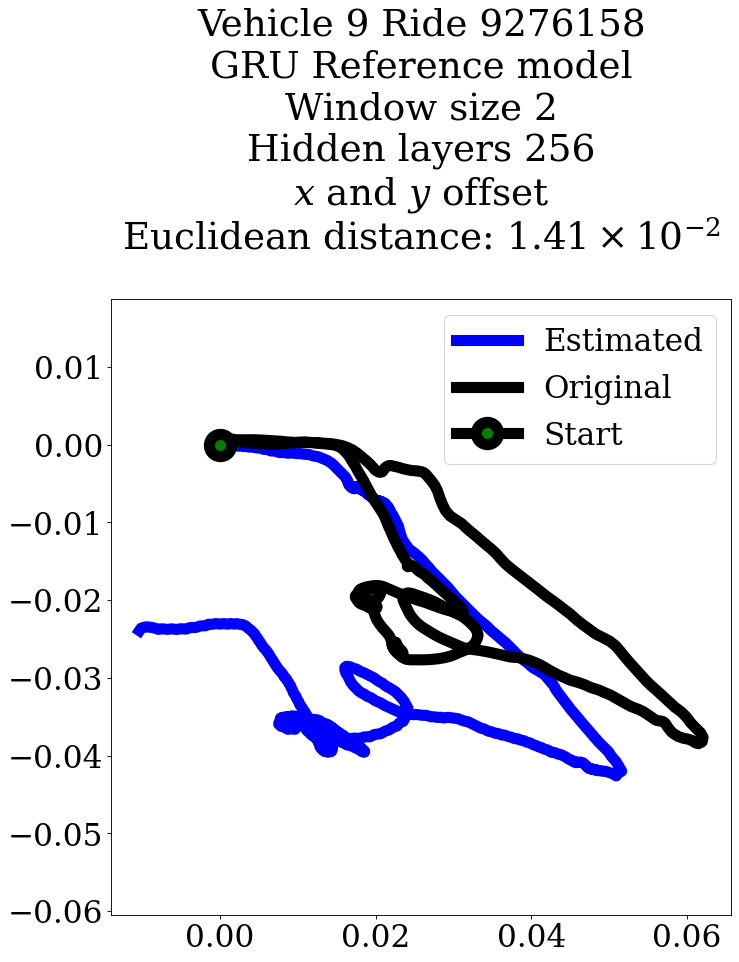 Vehicle 9 Ride 9276158
GRU Reference model
Window size 2
Hidden layers 256
x and y offset
Euclidean distance: 1.41 × 10⁻²
Estimated
Original
Start
0.01
0.00
−0.01
−0.02
−0.03
−0.04
−0.05
−0.06
0.00 0.02 0.04 0.06